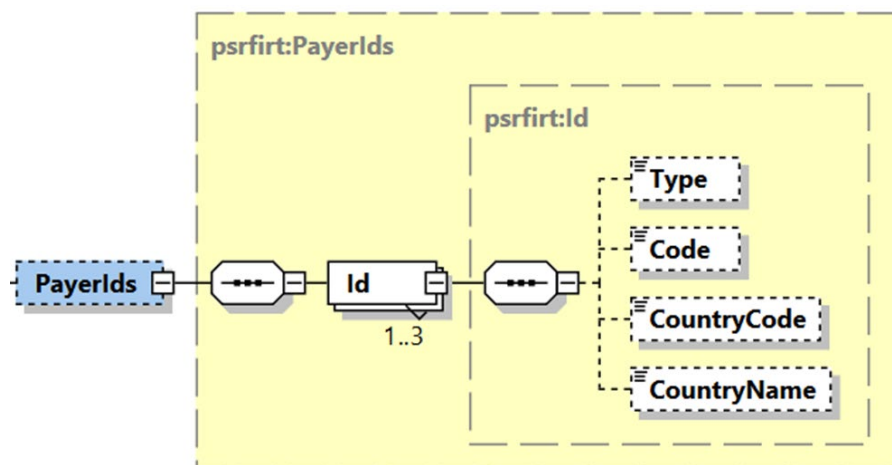 psrfirt:PayerIds
psrfirt:Id
Type
Code
PayerIds
Id
1..3
CountryCode
CountryName